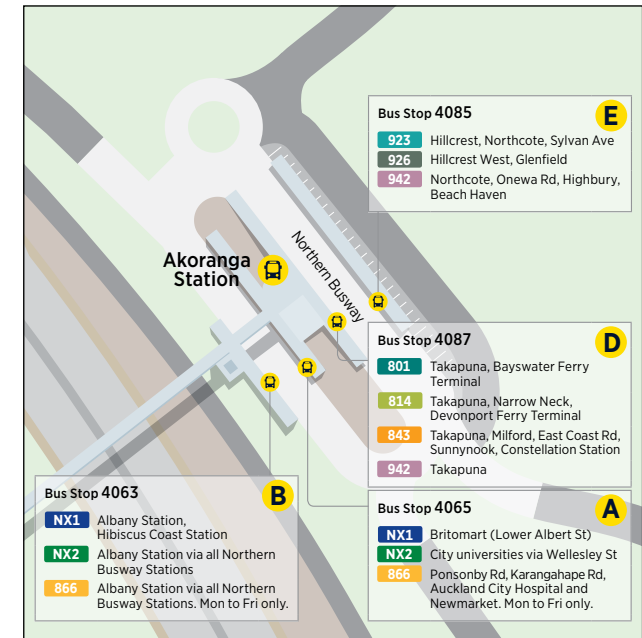 Bus Stop 4085
E
923 Hillcrest, Northcote, Sylvan Ave
926 Hillcrest West, Glenfield
942 Northcote, Onewa Rd, Highbury,
Beach Haven
Akoranga
Station
Northern Busway
Bus Stop 4087
D
801 Takapuna, Bayswater Ferry
Terminal
814 Takapuna, Narrow Neck,
Devonport Ferry Terminal
843 Takapuna, Milford, East Coast Rd,
Sunnynook, Constellation Station
942 Takapuna
Bus Stop 4063
B
NX1 Albany Station,
Hibiscus Coast Station
NX2 Albany Station via all Northern
Busway Stations
866 Albany Station via all Northern
Busway Stations. Mon to Fri only.
Bus Stop 4065
A
NX1 Britomart (Lower Albert St)
NX2 City universities via Wellesley St
866 Ponsonby Rd, Karangahape Rd,
Auckland City Hospital and
Newmarket. Mon to Fri only.